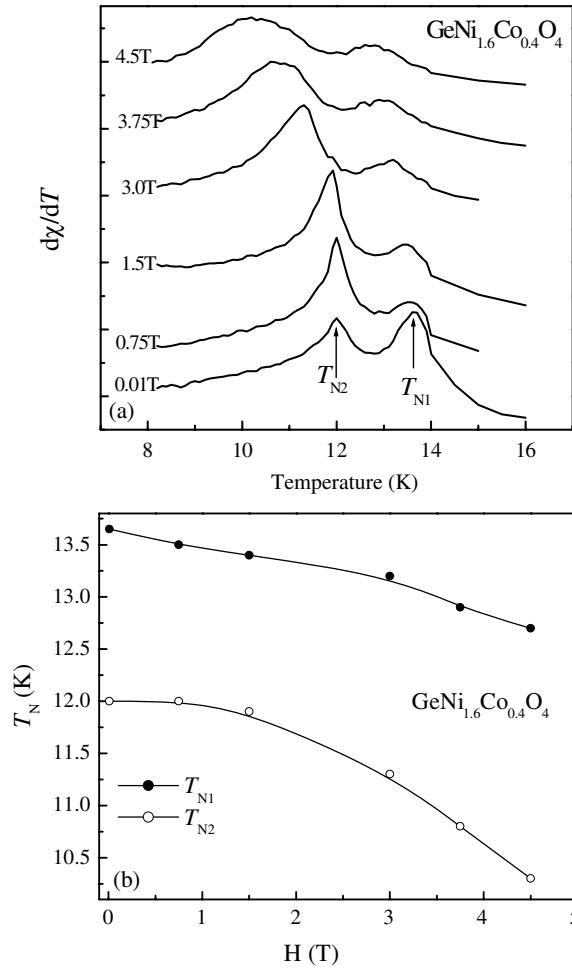 GeNi1.6Co0.4O4
4.5T
3.75T
3.0T
1.5T
0.75T
0.01T
dχ/dT
TN2
TN1
(a)
8 10 12 14 16
Temperature (K)
13.5
13.0
12.5
12.0
11.5
11.0
10.5
TN (K)
GeNi1.6Co0.4O4
TN1
TN2
(b)
0 1 2 3 4 5
H (T)